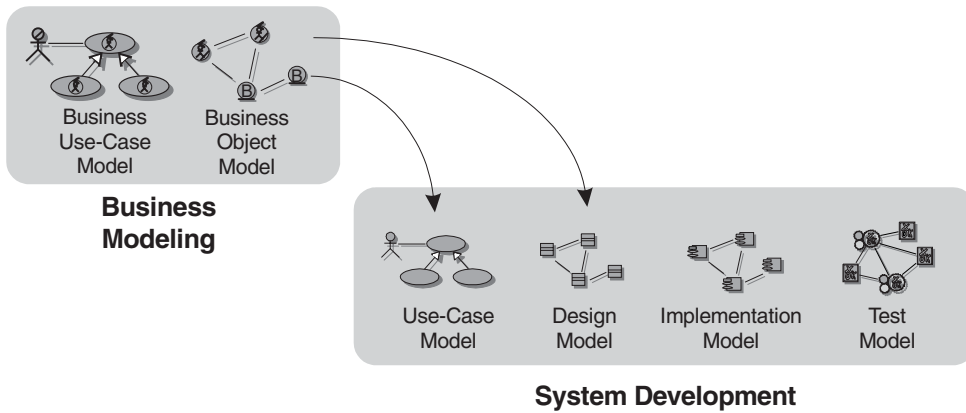 Business
Use-Case
Model
Business
Object
Model
B
B
Business
Modeling
Use-Case
Model
Design
Model
Implementation
Model
Test
Model
System Development